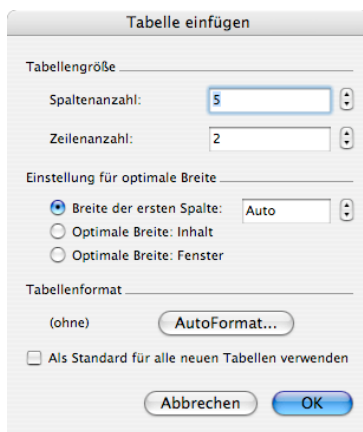 Tabelle einfügen
Tabellengröße
Spaltenanzahl: 5
Zeilenanzahl: 2
Einstellung für optimale Breite
Breite der ersten Spalte: Auto
Optimale Breite: Inhalt
Optimale Breite: Fenster
Tabellenformat
(ohne) AutoFormat...
Als Standard für alle neuen Tabellen verwenden
Abbrechen OK